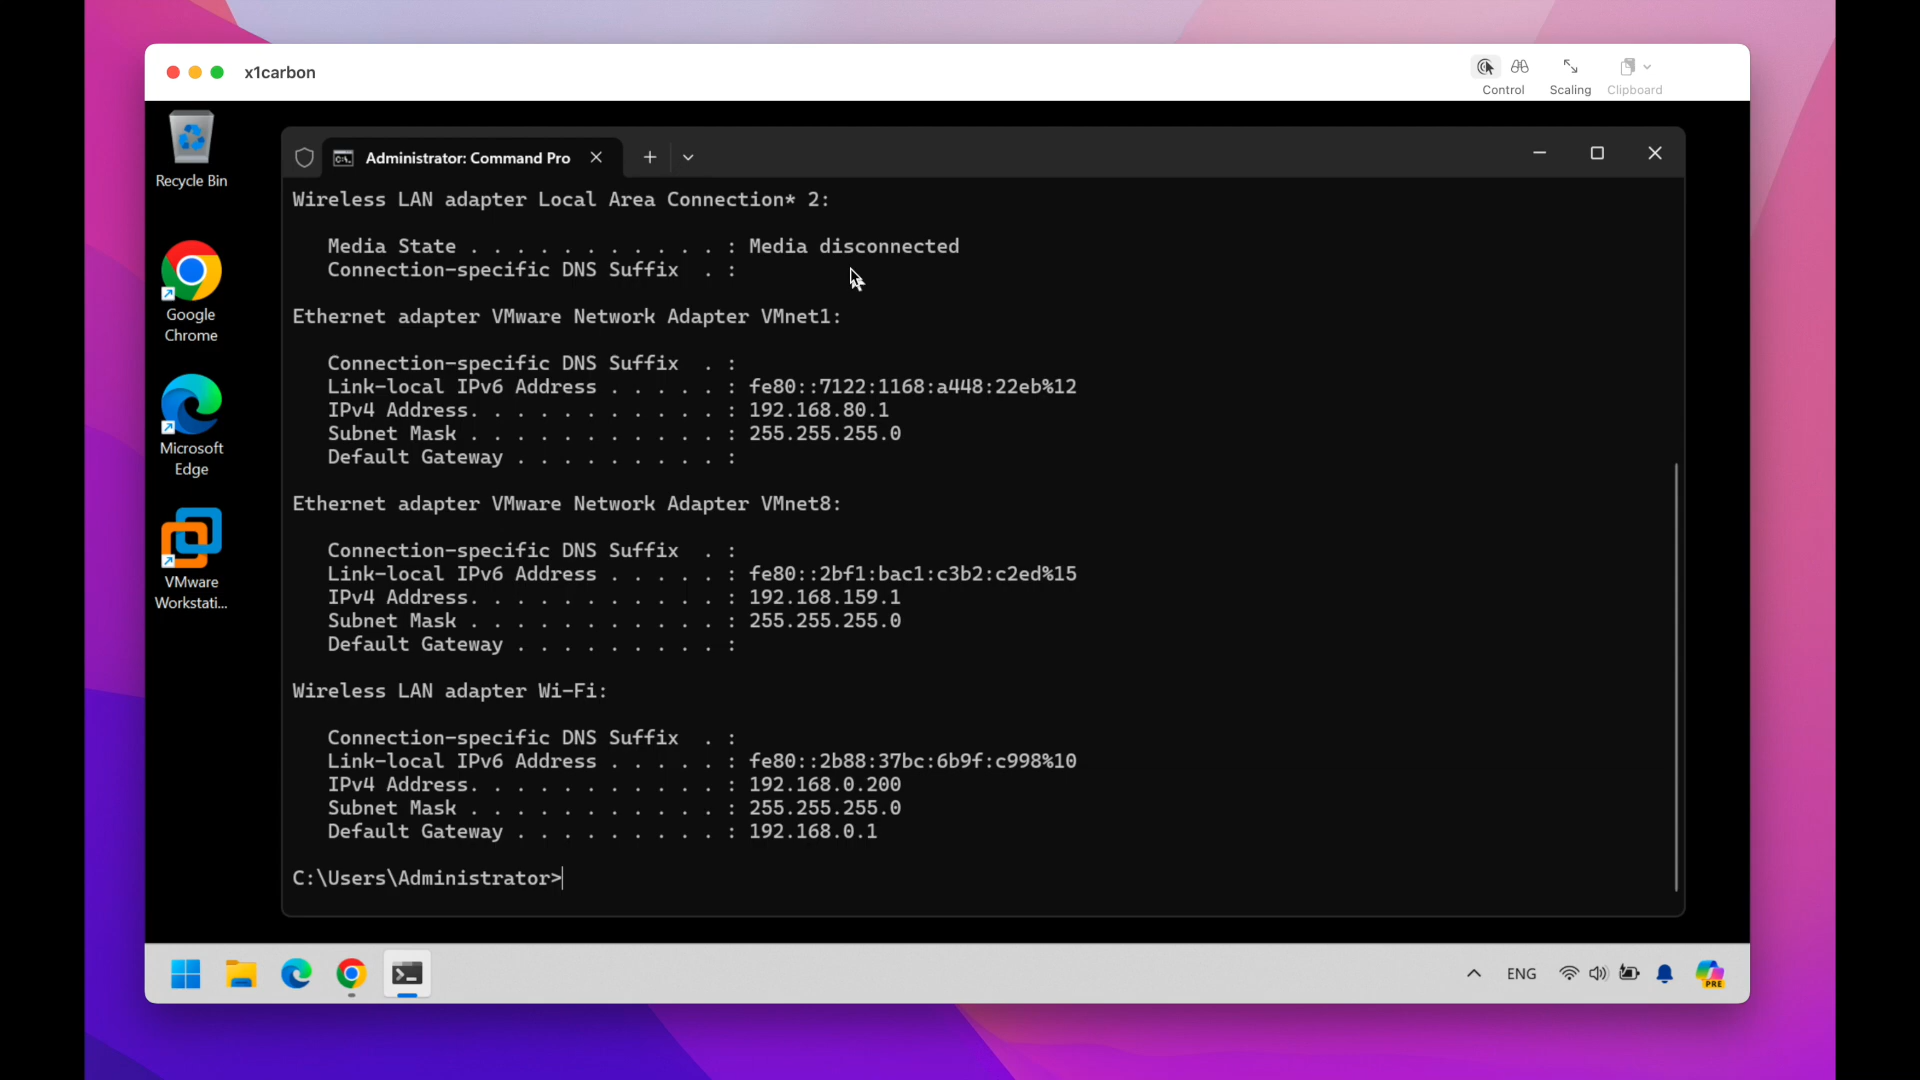 x1carbon
Control
Scaling
Clipboard
Recycle Bin
Google
Chrome
Microsoft
Edge
VMware
Workstati...
Administrator: Command Pro
Wireless LAN adapter Local Area Connection* 2:
Media State . . . . . . . . . . . : Media disconnected
Connection-specific DNS Suffix  . :
Ethernet adapter VMware Network Adapter VMnet1:
Connection-specific DNS Suffix  . :
Link-local IPv6 Address . . . . . : fe80::7122:1168:a448:22eb%12
IPv4 Address. . . . . . . . . . . : 192.168.80.1
Subnet Mask . . . . . . . . . . . : 255.255.255.0
Default Gateway . . . . . . . . . :
Ethernet adapter VMware Network Adapter VMnet8:
Connection-specific DNS Suffix  . :
Link-local IPv6 Address . . . . . : fe80::2bf1:bac1:c3b2:c2ed%15
IPv4 Address. . . . . . . . . . . : 192.168.159.1
Subnet Mask . . . . . . . . . . . : 255.255.255.0
Default Gateway . . . . . . . . . :
Wireless LAN adapter Wi-Fi:
Connection-specific DNS Suffix  . :
Link-local IPv6 Address . . . . . : fe80::2b88:37bc:6b9f:c998%10
IPv4 Address. . . . . . . . . . . : 192.168.0.200
Subnet Mask . . . . . . . . . . . : 255.255.255.0
Default Gateway . . . . . . . . . : 192.168.0.1
C:\Users\Administrator>
ENG
PRE